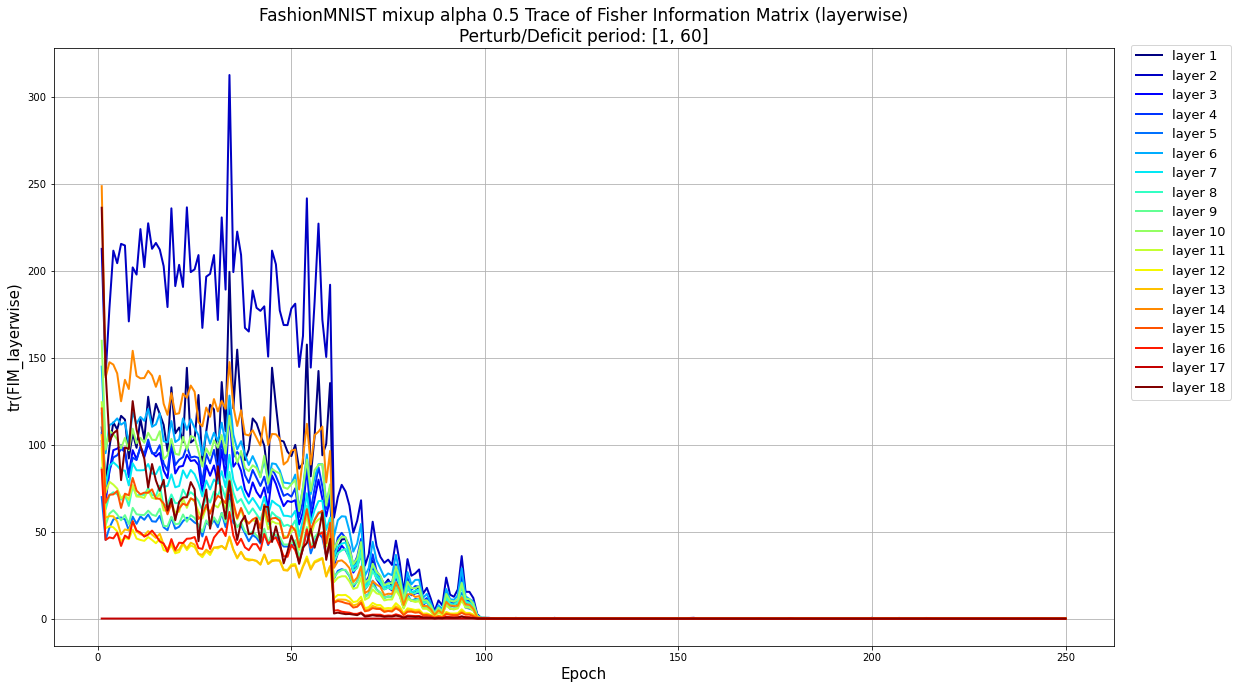 FashionMNIST mixup alpha 0.5 Trace of Fisher Information Matrix (layerwise)
Perturb/Deficit period: [1, 60]
tr(FIM_layerwise)
300
250
200
150
100
50
0
0
50
100
150
200
250
Epoch
layer 1
layer 2
layer 3
layer 4
layer 5
layer 6
layer 7
layer 8
layer 9
layer 10
layer 11
layer 12
layer 13
layer 14
layer 15
layer 16
layer 17
layer 18